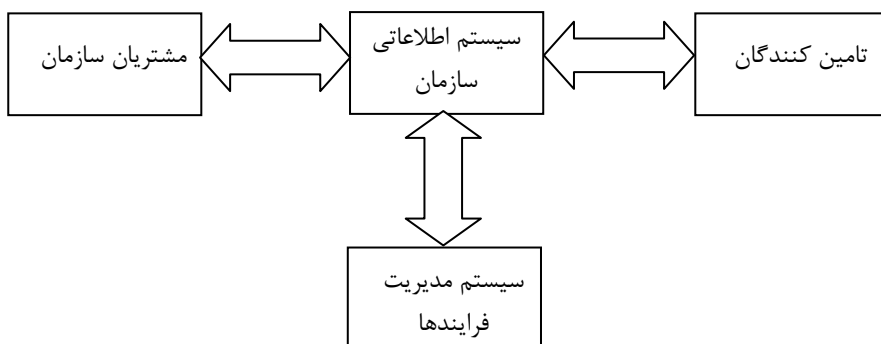 تامین کنندگان
سیستم اطلاعاتی
سازمان
مشتریان سازمان
سیستم مدیریت
فرایندها